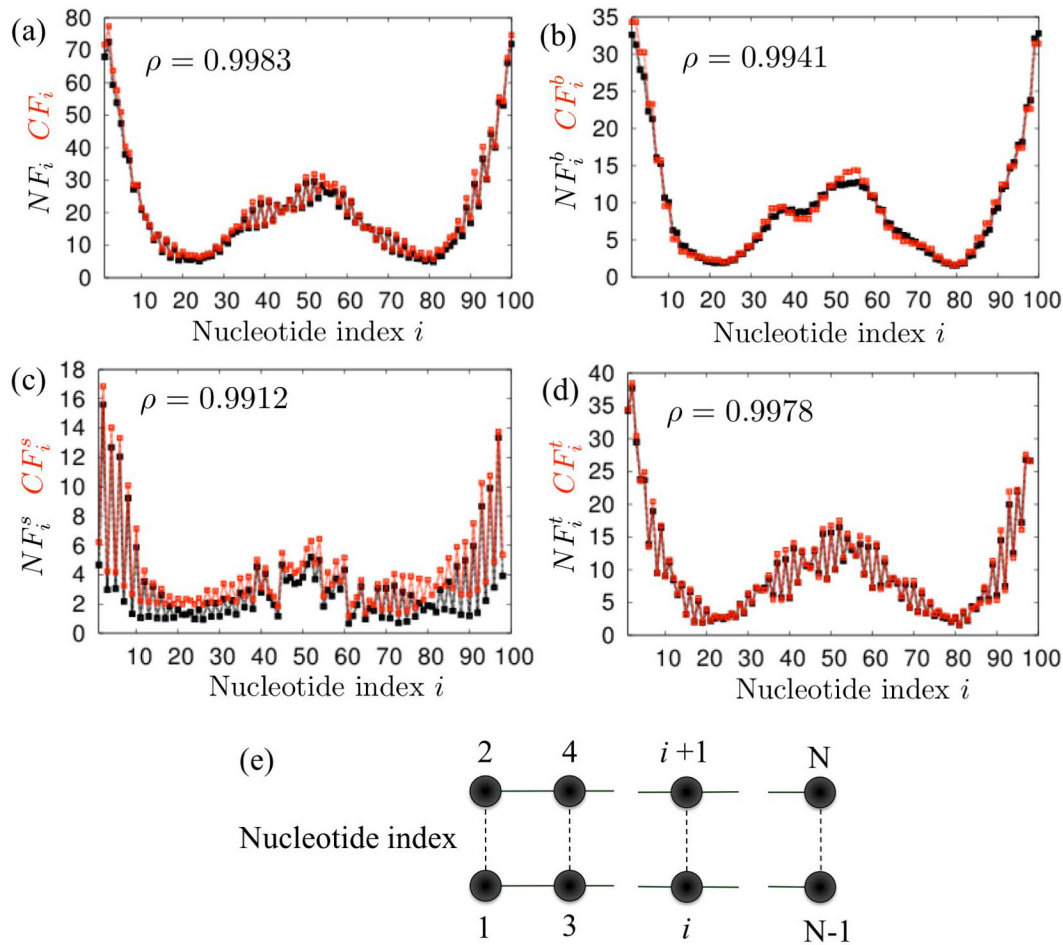 (a)
ρ = 0.9983
NF_i CF_i
80
70
60
50
40
30
20
10
0
10 20 30 40 50 60 70 80 90 100
Nucleotide index i
(b)
ρ = 0.9941
NF_i^b CF_i^b
35
30
25
20
15
10
5
0
10 20 30 40 50 60 70 80 90 100
Nucleotide index i
(c)
ρ = 0.9912
NF_i^s CF_i^s
18
16
14
12
10
8
6
4
2
0
10 20 30 40 50 60 70 80 90 100
Nucleotide index i
(d)
ρ = 0.9978
NF_i^t CF_i^t
40
35
30
25
20
15
10
5
0
10 20 30 40 50 60 70 80 90 100
Nucleotide index i
(e)
2 4 i+1 N
Nucleotide index
1 3 i N-1